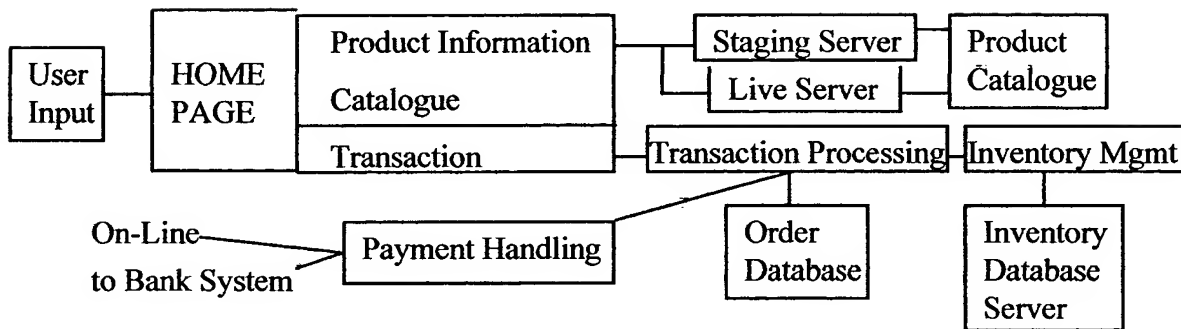 User
Input
HOME
PAGE
Product Information
Catalogue
Transaction
Staging Server
Live Server
Product
Catalogue
Transaction Processing
Inventory Mgmt
On-Line
to Bank System
Payment Handling
Order
Database
Inventory
Database
Server